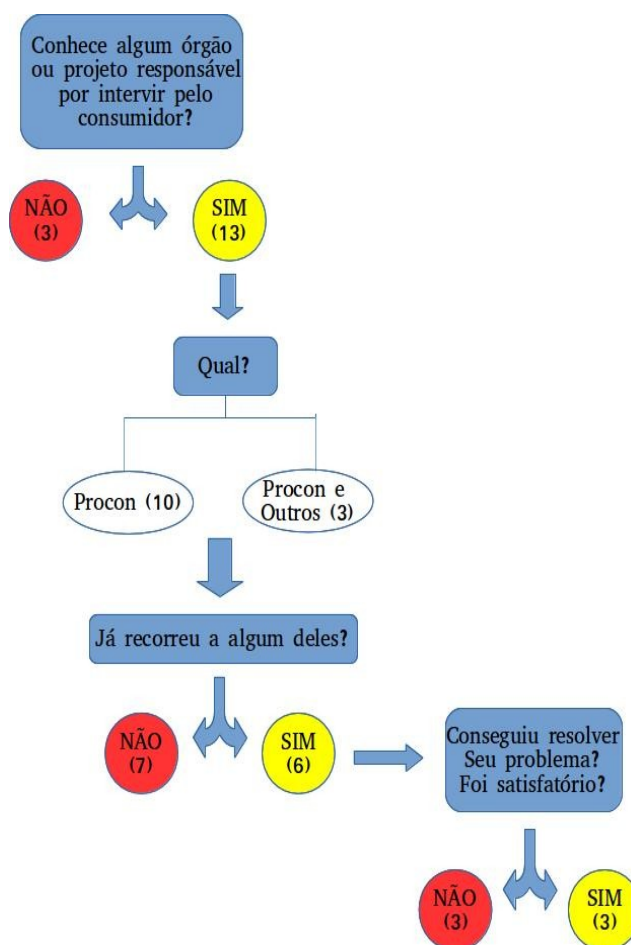 Conhece algum órgão
ou projeto responsável
por intervir pelo
consumidor?
NÃO
(3)
SIM
(13)
Qual?
Procon (10)
Procon e
Outros (3)
Já recorreu a algum deles?
NÃO
(7)
SIM
(6)
Conseguiu resolver
Seu problema?
Foi satisfatório?
NÃO
(3)
SIM
(3)